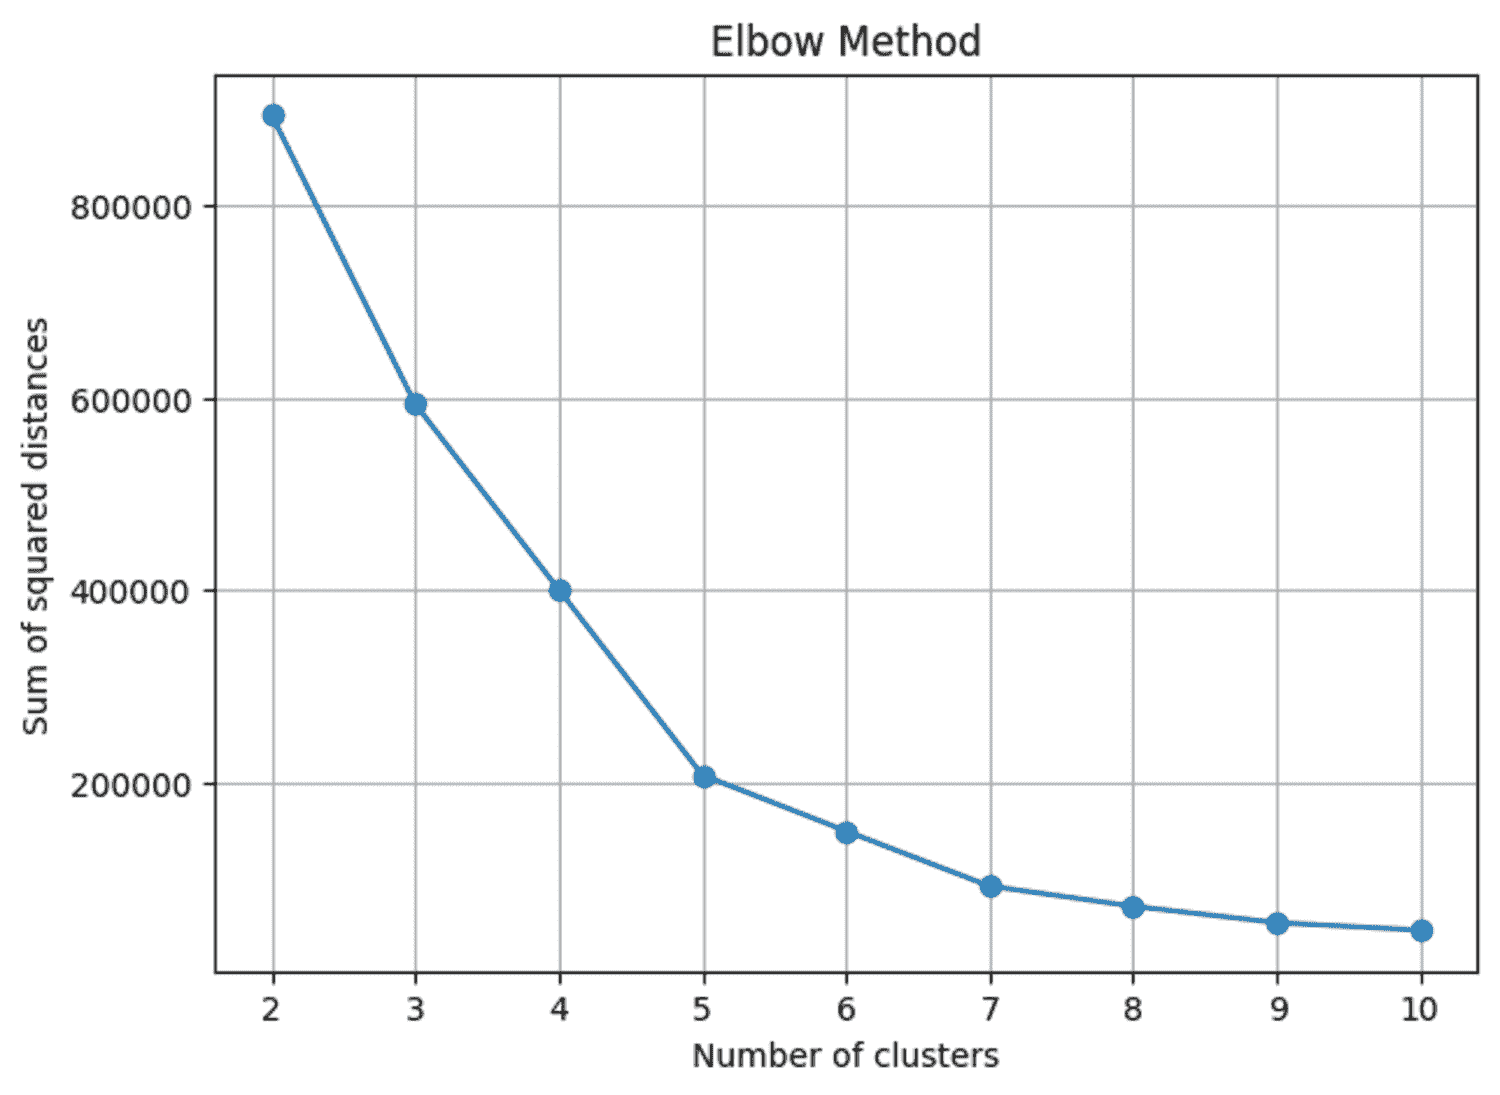 Elbow Method
Sum of squared distances
800000
600000
400000
200000
2 3 4 5 6 7 8 9 10
Number of clusters